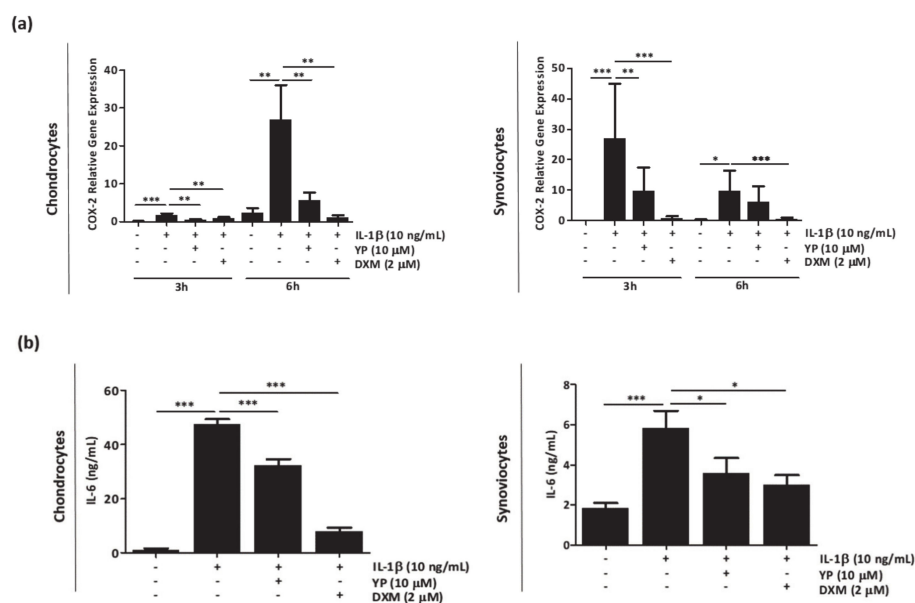 (a)
Chondrocytes
COX-2 Relative Gene Expression
40
30
20
10
0
** 
** **
**
*** **
- + + + - + + + IL-1β (10 ng/mL)
+ + YP (10 μM)
+ + DXM (2 μM)
3h 6h
Synoviocytes
COX-2 Relative Gene Expression
50
40
30
20
10
0
***
*** **
* ***
- + + + - + + + IL-1β (10 ng/mL)
+ + YP (10 μM)
+ + DXM (2 μM)
3h 6h
(b)
Chondrocytes
IL-6 (ng/mL)
60
40
20
0
***
*** ***
- + + + IL-1β (10 ng/mL)
- + YP (10 μM)
- + DXM (2 μM)
Synoviocytes
IL-6 (ng/mL)
8
6
4
2
0
*
*** *
- + + + IL-1β (10 ng/mL)
- + YP (10 μM)
- + DXM (2 μM)